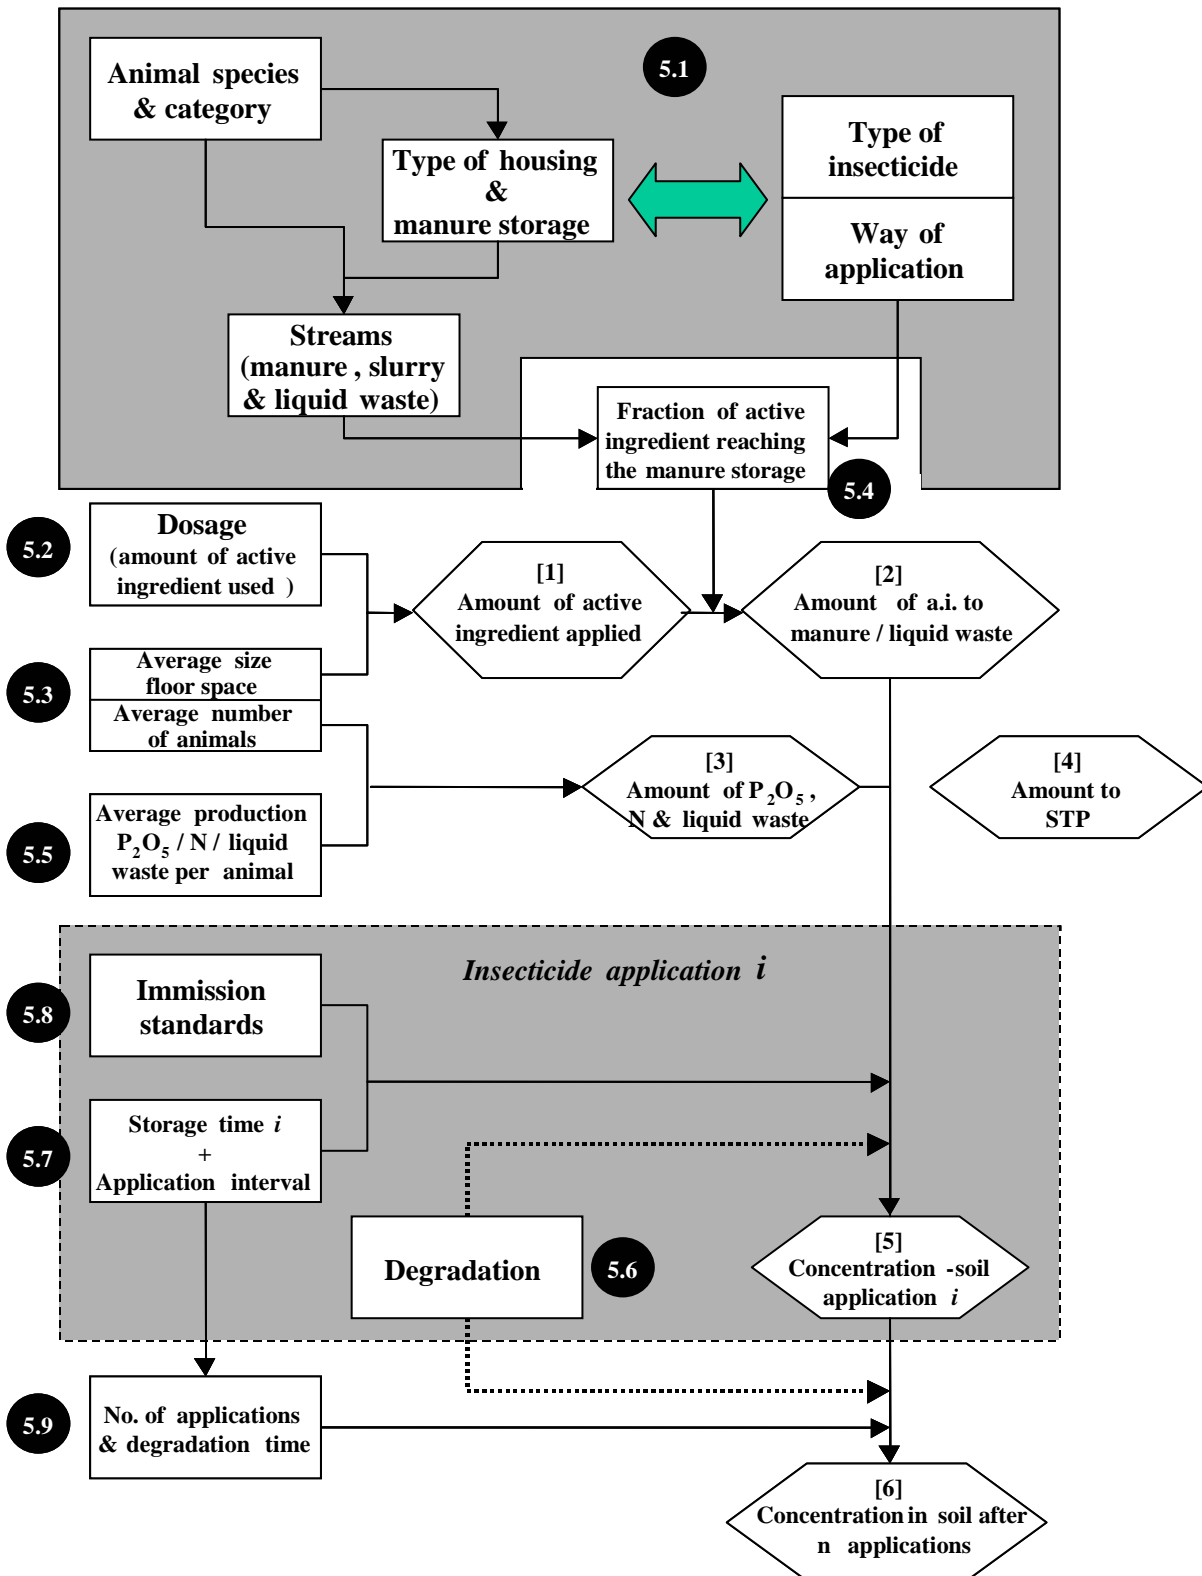 Animal species
& category
5.1
Type of
insecticide
Type of housing
&
manure storage
Way of
application
Streams
(manure , slurry
& liquid waste)
Fraction of active
ingredient reaching
the manure storage
5.4
5.2
Dosage
(amount of active
ingredient used )
[1]
Amount of active
ingredient applied
[2]
Amount of a.i. to
manure / liquid waste
5.3
Average size
floor space
Average number
of animals
[3]
Amount of P2O5 ,
N & liquid waste
[4]
Amount to
STP
5.5
Average production
P2O5 / N / liquid
waste per animal
Insecticide application i
5.8
Immission
standards
5.7
Storage time i
+
Application interval
Degradation
5.6
[5]
Concentration -soil
application i
5.9
No. of applications
& degradation time
[6]
Concentration in soil after
n applications